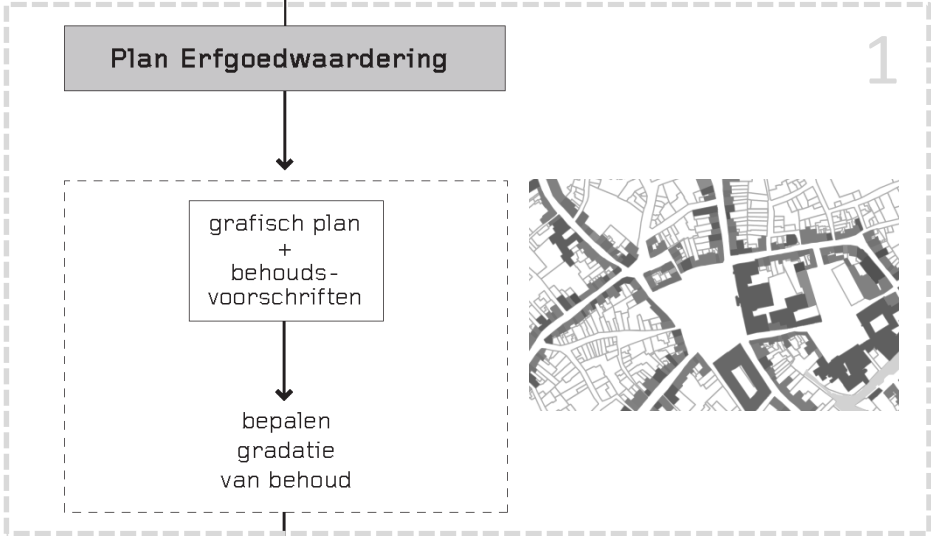 Plan Erfgoedwaardering
1
grafisch plan
+
behouds-
voorschriften
bepalen
gradatie
van behoud